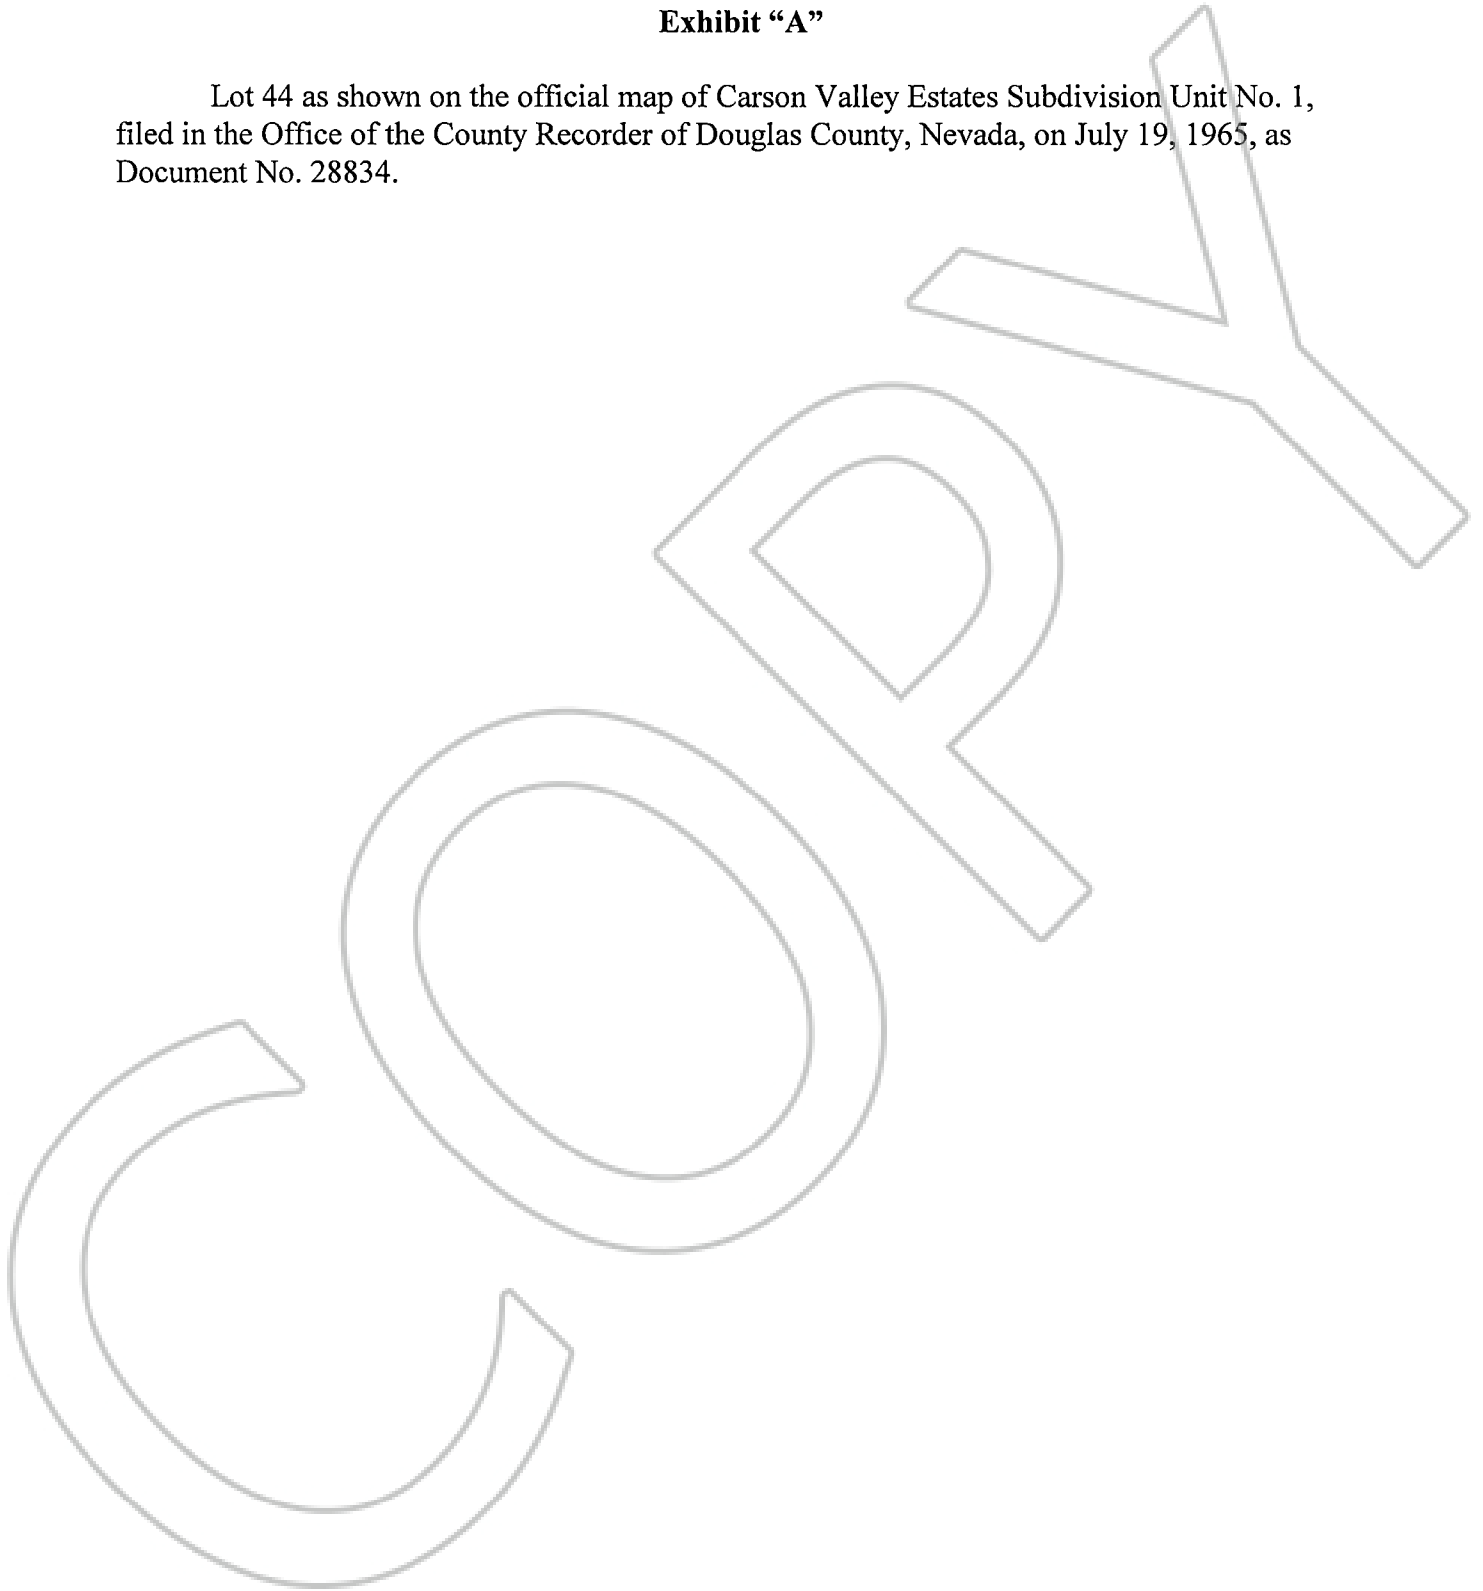 Exhibit “A”
Lot 44 as shown on the official map of Carson Valley Estates Subdivision Unit No. 1,
filed in the Office of the County Recorder of Douglas County, Nevada, on July 19, 1965, as
Document No. 28834.
COPY